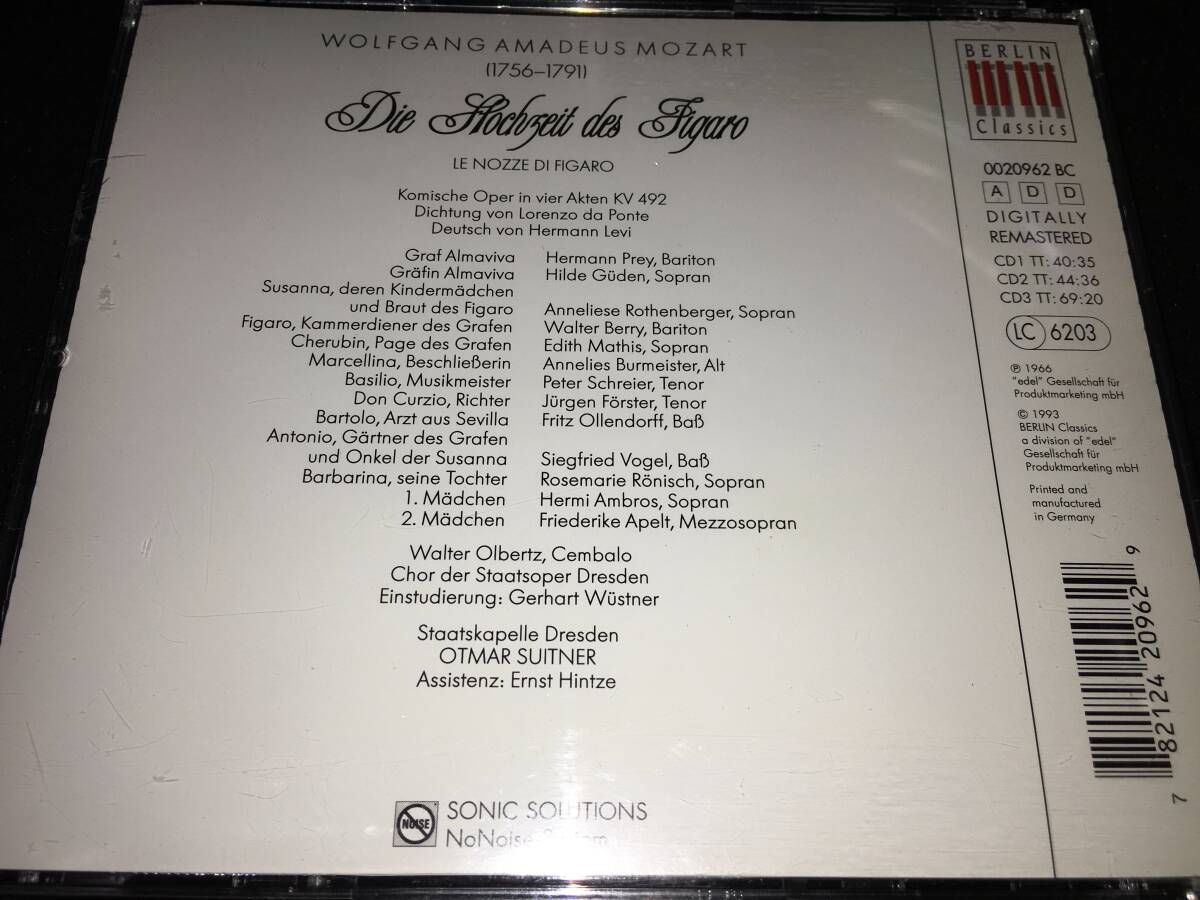 WOLFGANG AMADEUS MOZART
(1756–1791)
Die Hochzeit des Figaro
LE NOZZE DI FIGARO
Komische Oper in vier Akten KV 492
Dichtung von Lorenzo da Ponte
Deutsch von Hermann Levi
Graf Almaviva Hermann Prey, Bariton
Gräfin Almaviva Hilde Güden, Sopran
Susanna, deren Kindermädchen
und Braut des Figaro Anneliese Rothenberger, Sopran
Figaro, Kammerdiener des Grafen Walter Berry, Bariton
Cherubin, Page des Grafen Edith Mathis, Sopran
Marcellina, Beschließerin Annelies Burmeister, Alt
Basilio, Musikmeister Peter Schreier, Tenor
Don Curzio, Richter Jürgen Förster, Tenor
Bartolo, Arzt aus Sevilla Fritz Ollendorff, Baß
Antonio, Gärtner des Grafen
und Onkel der Susanna Siegfried Vogel, Baß
Barbarina, seine Tochter Rosemarie Rönisch, Sopran
1. Mädchen Hermi Ambros, Sopran
2. Mädchen Friederike Apelt, Mezzosopran
Walter Olbertz, Cembalo
Chor der Staatsoper Dresden
Einstudierung: Gerhart Wüstner
Staatskapelle Dresden
OTMAR SUITNER
Assistenz: Ernst Hintze
NOISE
SONIC SOLUTIONS
NoNoise
BERLIN
Classics
0020962 BC
A D D
DIGITALLY
REMASTERED
CD1 TT: 40:35
CD2 TT: 44:36
CD3 TT: 69:20
LC 6203
℗ 1966
"edel" Gesellschaft für
Produktmarketing mbH
© 1993
BERLIN Classics
a division of "edel"
Gesellschaft für
Produktmarketing mbH
Printed and
manufactured
in Germany
7 82124 20962 9